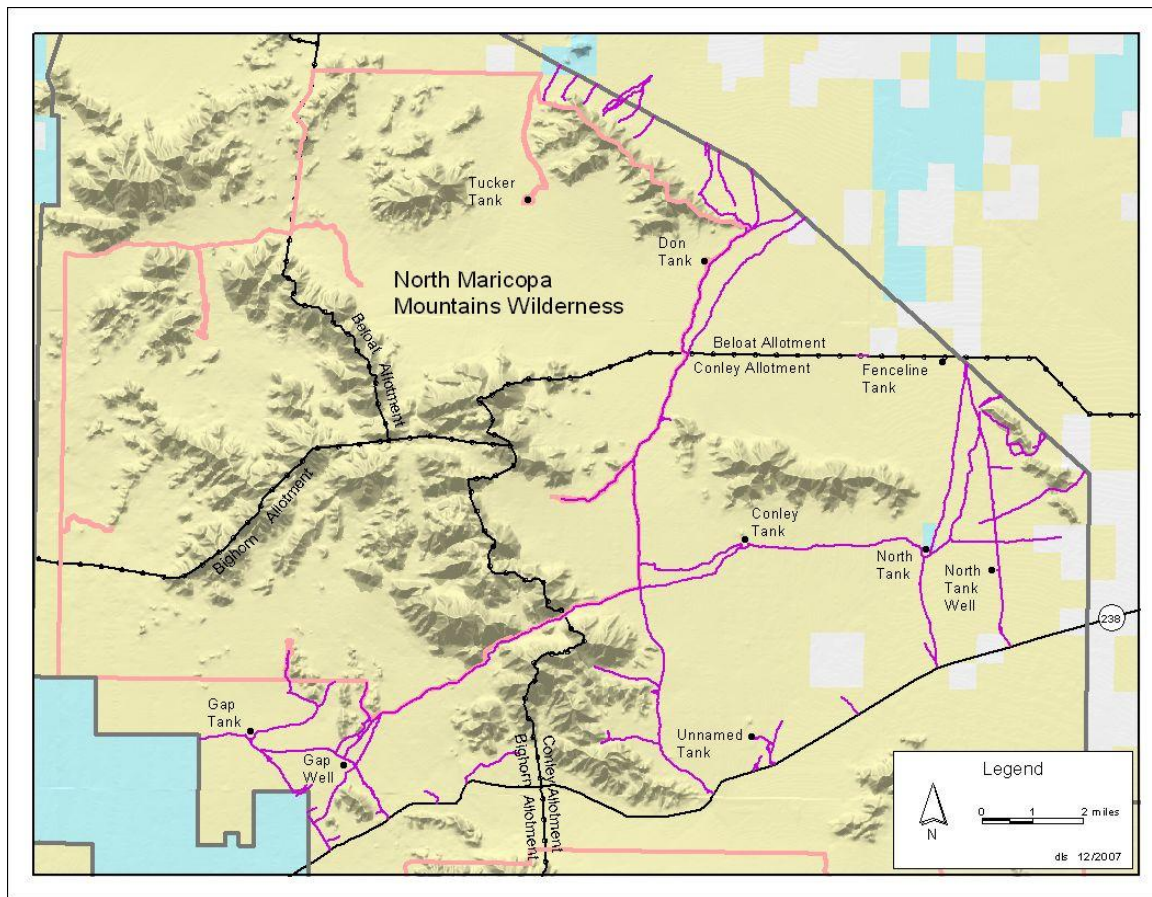 Tucker
Tank
Don
Tank
North Maricopa
Mountains Wilderness
Beloat Allotment
Beloat Allotment
Conley Allotment
Fenceline
Tank
Bighorn Allotment
Conley
Tank
North
Tank
North
Tank
Well
238
Gap
Tank
Gap
Well
Unnamed
Tank
Conley Allotment
Bighorn Allotment
Legend
N
0 1 2 miles
dls 12/2007